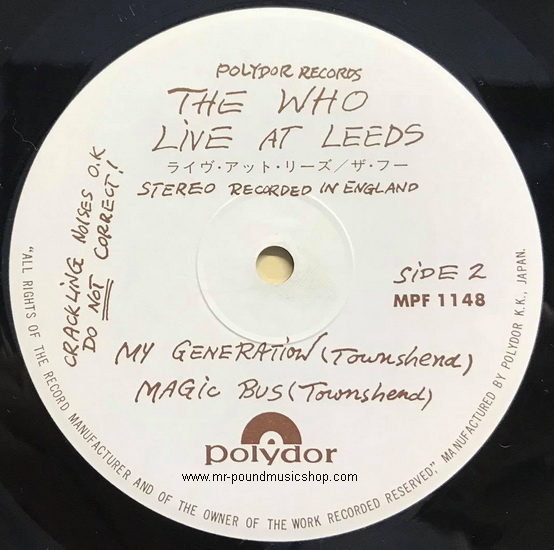 POLYDOR RECORDS
THE WHO
LiVE AT LEEDS
ライヴ・アット・リーズ/ザ・フー
STEREO RECORDED IN ENGLAND
CRACKLING NOISES O.K
DO NOT CORRECT!
SiDE 2
MPF 1148
MY GENERATION (Townshend)
MAGIC BUS (Townshend)
polydor
www.mr-poundmusicshop.com
"ALL RIGHTS OF THE RECORD MANUFACTURER AND OF THE OWNER OF THE WORK RECORDED RESERVED," MANUFACTURED BY POLYDOR K.K., JAPAN.